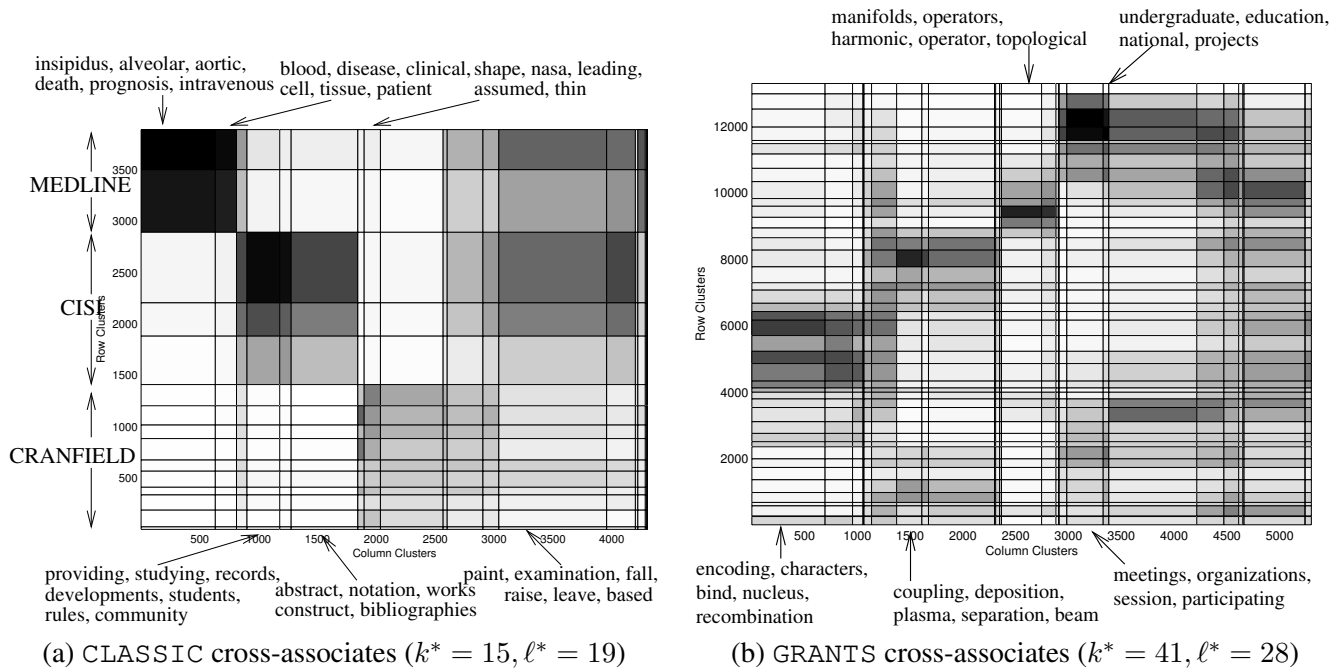 insipidus, alveolar, aortic,
death, prognosis, intravenous
blood, disease, clinical,
cell, tissue, patient
shape, nasa, leading,
assumed, thin
MEDLINE
CISI
CRANFIELD
Row Clusters
3500
3000
2500
2000
1500
1000
500
500 1000 1500 2000 2500 3000 3500 4000
Column Clusters
providing, studying, records,
developments, students,
rules, community
abstract, notation, works
construct, bibliographies
paint, examination, fall,
raise, leave, based
(a) CLASSIC cross-associates (k* = 15, ℓ* = 19)
manifolds, operators,
harmonic, operator, topological
undergraduate, education,
national, projects
Row Clusters
12000
10000
8000
6000
4000
2000
500 1000 1500 2000 2500 3000 3500 4000 4500 5000
Column Clusters
encoding, characters,
bind, nucleus,
recombination
coupling, deposition,
plasma, separation, beam
meetings, organizations,
session, participating
(b) GRANTS cross-associates (k* = 41, ℓ* = 28)